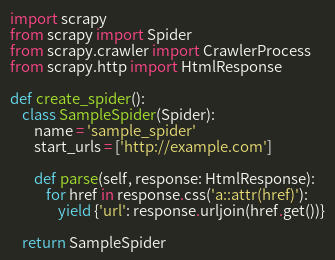 import scrapy
from scrapy import Spider
from scrapy.crawler import CrawlerProcess
from scrapy.http import HtmlResponse

def create_spider():
    class SampleSpider(Spider):
        name = 'sample_spider'
        start_urls = ['http://example.com']

        def parse(self, response: HtmlResponse):
            for href in response.css('a::attr(href)'):
                yield {'url': response.urljoin(href.get())}

    return SampleSpider